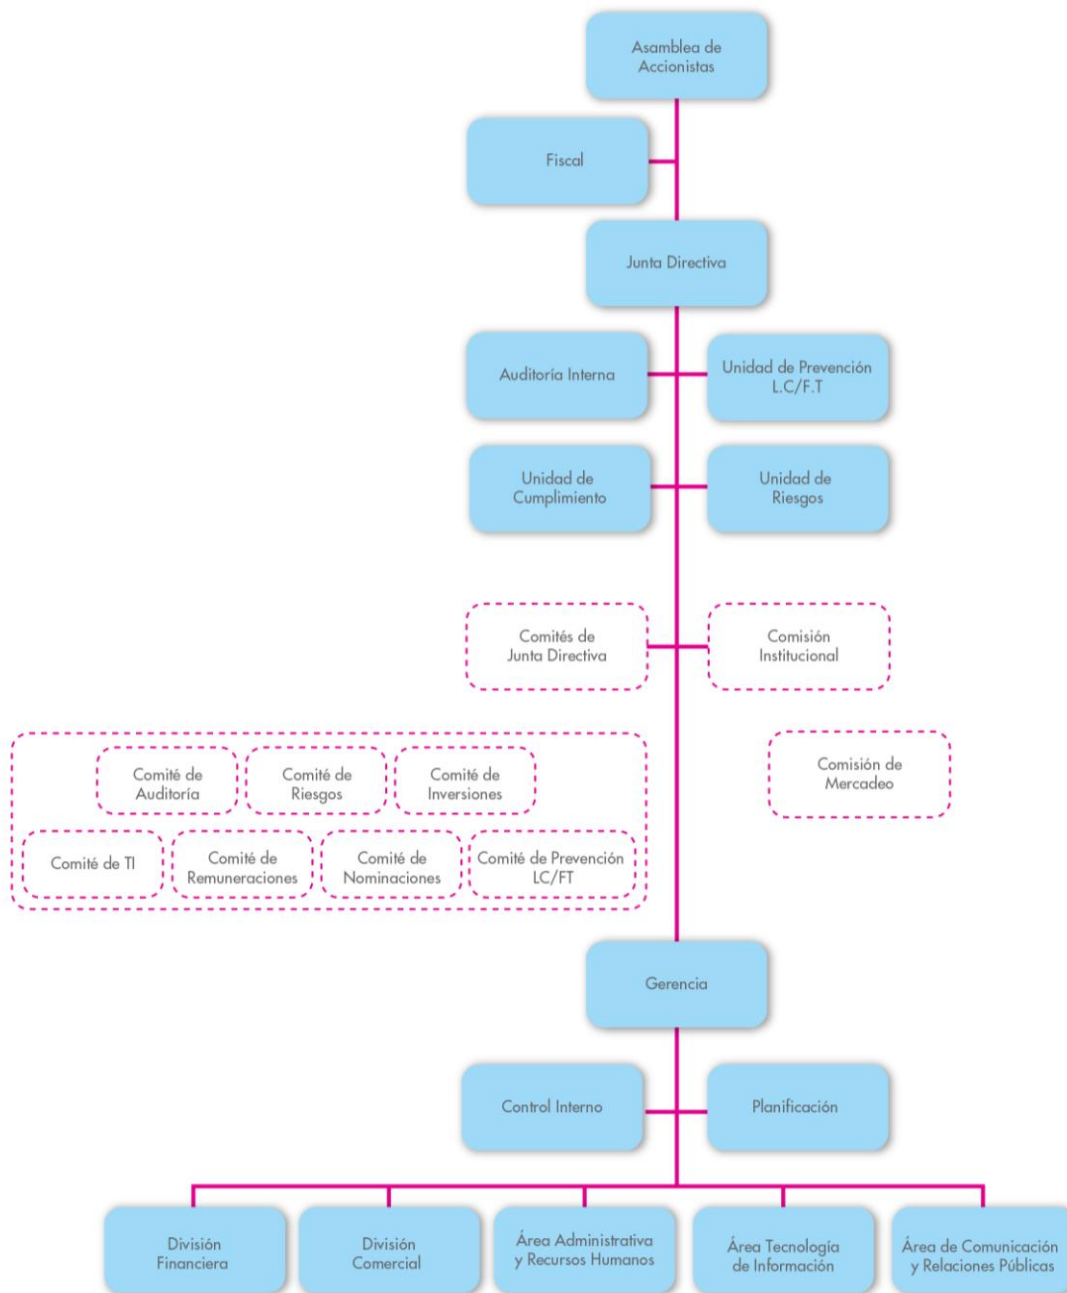 Asamblea de
Accionistas
Fiscal
Junta Directiva
Auditoría Interna
Unidad de Prevención
L.C/F.T
Unidad de
Cumplimiento
Unidad de
Riesgos
Comités de
Junta Directiva
Comisión
Institucional
Comité de
Auditoría
Comité de
Riesgos
Comité de
Inversiones
Comisión de
Mercadeo
Comité de TI
Comité de
Remuneraciones
Comité de
Nominaciones
Comité de Prevención
LC/FT
Gerencia
Control Interno
Planificación
División
Financiera
División
Comercial
Área Administrativa
y Recursos Humanos
Área Tecnología
de Información
Área de Comunicación
y Relaciones Públicas